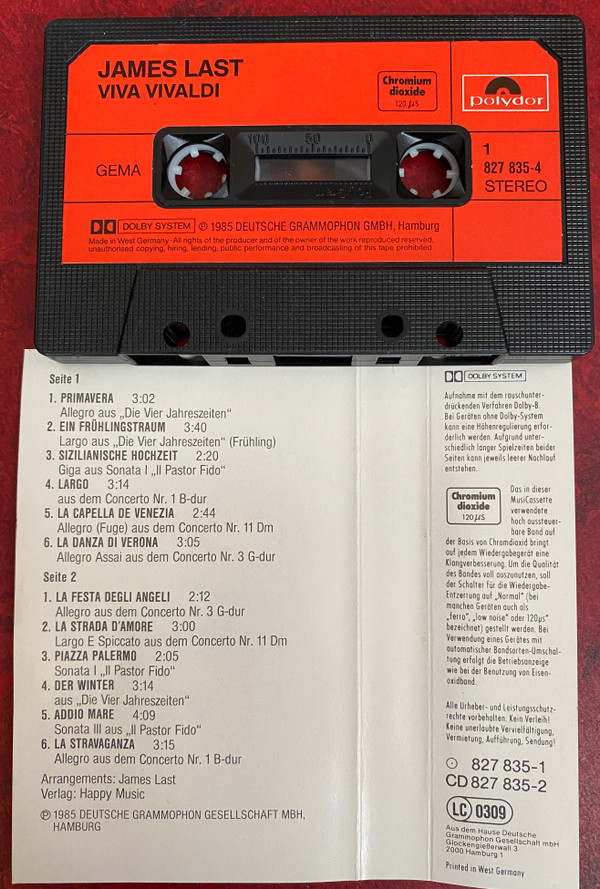 JAMES LAST
VIVA VIVALDI
Chromium
dioxide
120 µS
polydor
GEMA
100 50 0
1
827 835-4
STEREO
DOLBY SYSTEM ℗ 1985 DEUTSCHE GRAMMOPHON GMBH, Hamburg
Made in West Germany·All rights of the producer and of the owner of the work reproduced reserved,
unauthorised copying, hiring, lending, public performance and broadcasting of this tape prohibited
Seite 1
1. PRIMAVERA 3:02
Allegro aus „Die Vier Jahreszeiten“
2. EIN FRÜHLINGSTRAUM 3:40
Largo aus „Die Vier Jahreszeiten“ (Frühling)
3. SIZILIANISCHE HOCHZEIT 2:20
Giga aus Sonata I „Il Pastor Fido“
4. LARGO 3:14
aus dem Concerto Nr. 1 B-dur
5. LA CAPELLA DE VENEZIA 2:44
Allegro (Fuge) aus dem Concerto Nr. 11 Dm
6. LA DANZA DI VERONA 3:05
Allegro Assai aus dem Concerto Nr. 3 G-dur
Seite 2
1. LA FESTA DEGLI ANGELI 2:12
Allegro aus dem Concerto Nr. 3 G-dur
2. LA STRADA D'AMORE 3:00
Largo E Spiccato aus dem Concerto Nr. 11 Dm
3. PIAZZA PALERMO 2:05
Sonata I „Il Pastor Fido“
4. DER WINTER 3:14
aus „Die Vier Jahreszeiten“
5. ADDIO MARE 4:09
Sonata III aus „Il Pastor Fido“
6. LA STRAVAGANZA 3:15
Allegro aus dem Concerto Nr. 1 B-dur
Arrangements: James Last
Verlag: Happy Music
℗ 1985 DEUTSCHE GRAMMOPHON GESELLSCHAFT MBH,
HAMBURG
DOLBY SYSTEM
Aufnahme mit dem rauschunter-
drückenden Verfahren Dolby-B.
Bei Geräten ohne Dolby-System
kann eine Höhenregulierung erfor-
derlich werden. Aufgrund unter-
schiedlich langer Spielzeiten beider
Seiten kann jeweils leerer Nachlauf
entstehen.
Chromium
dioxide
120 µS
Das in dieser
MusiCassette
verwendete
hoch aussteuer-
bare Band auf
der Basis von Chromdioxid bringt
auf jedem Wiedergabegerät eine
Klangverbesserung. Um die Qualität
des Bandes voll auszunutzen, soll
der Schalter für die Wiedergabe-
Entzerrung auf „Normal“ (bei
manchen Geräten auch als
„ferro“, „low noise“ oder 120µs“
bezeichnet) gestellt werden. Bei
Verwendung eines Gerätes mit
automatischer Bandsorten-Umschal-
tung erfolgt die Betriebsanzeige
wie bei der Benutzung von Eisen-
oxidband.
Alle Urheber- und Leistungsschutz-
rechte vorbehalten. Kein Verleih!
Keine unerlaubte Vervielfältigung,
Vermietung, Aufführung, Sendung!
827 835-1
CD 827 835-2
LC 0309
Aus dem Hause Deutsche
Grammophon Gesellschaft mbH
Glockengießerwall 3
2000 Hamburg 1
Printed in West Germany